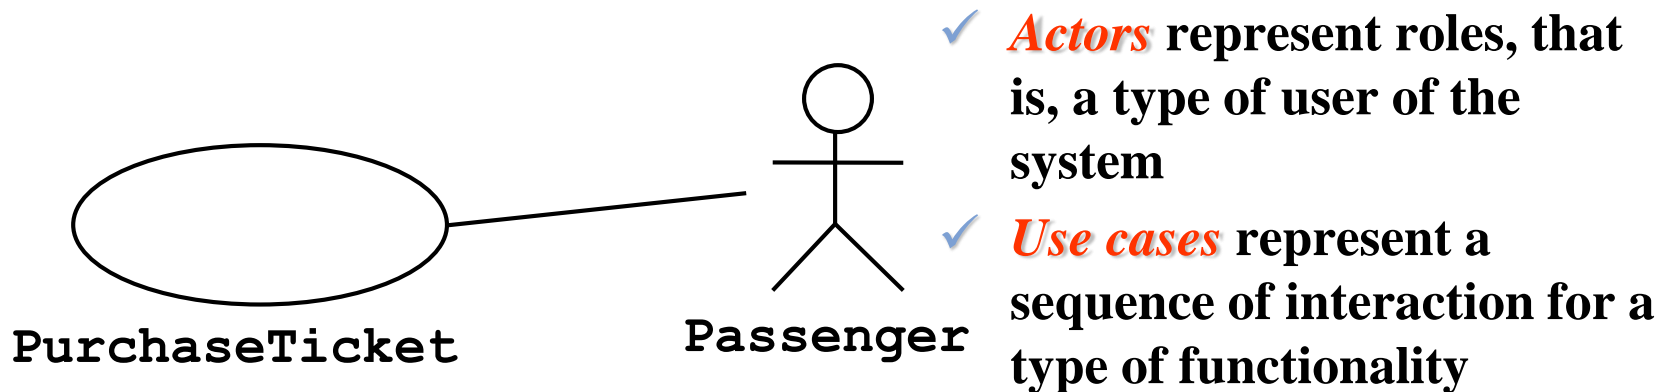 PurchaseTicket
Passenger
✓ Actors represent roles, that
is, a type of user of the
system
✓ Use cases represent a
sequence of interaction for a
type of functionality